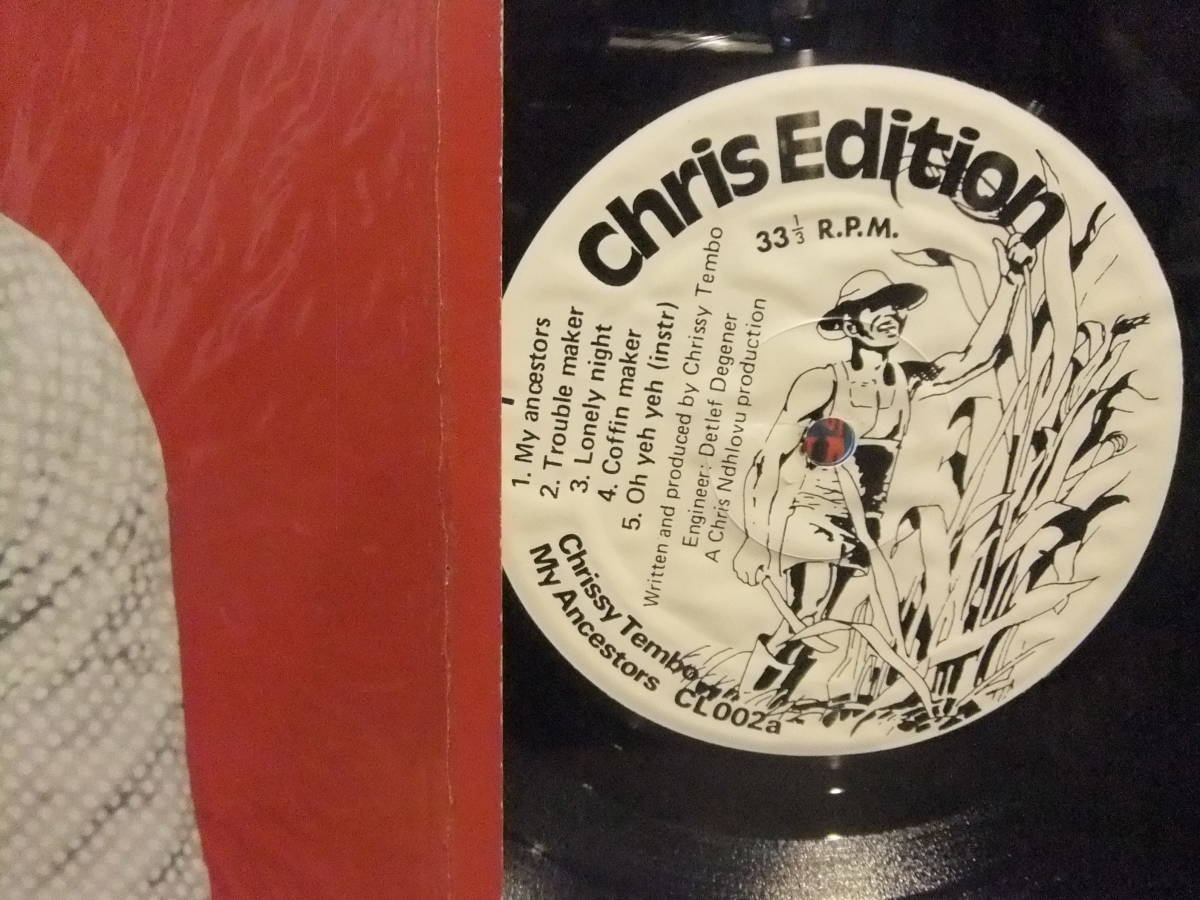 Chris Edition
33⅓ R.P.M.
1. My ancestors
2. Trouble maker
3. Lonely night
4. Coffin maker
5. Oh yeh yeh (instr)
Written and produced by Chrissy Tembo
Engineer: Detlef Degener
A Chris Ndhlovu production
Chrissy Tembo
My Ancestors
CL002a